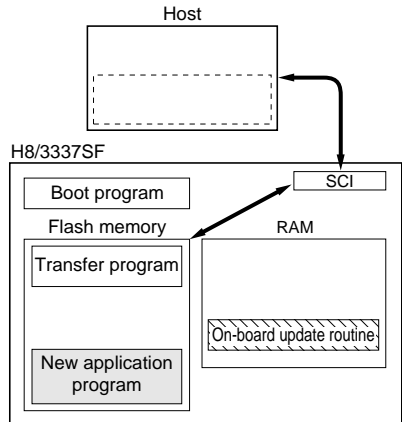 Host
H8/3337SF
SCI
Boot program
Flash memory
RAM
Transfer program
On-board update routine
New application
program